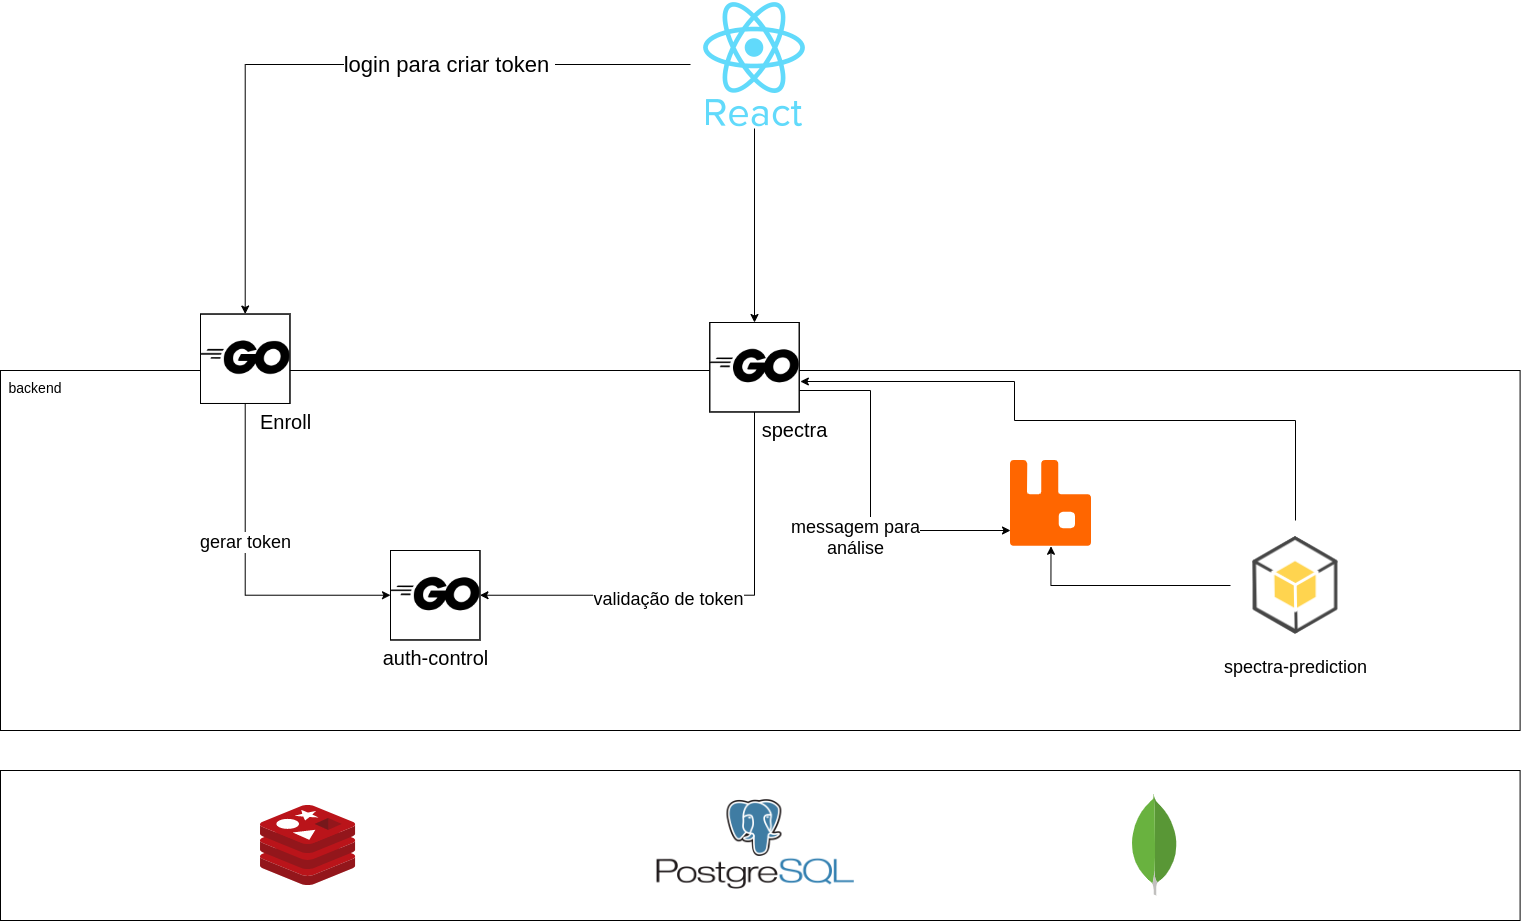 login para criar token
React
GO
GO
backend
Enroll
spectra
messagem para
análise
gerar token
GO
validação de token
auth-control
spectra-prediction
PostgreSQL